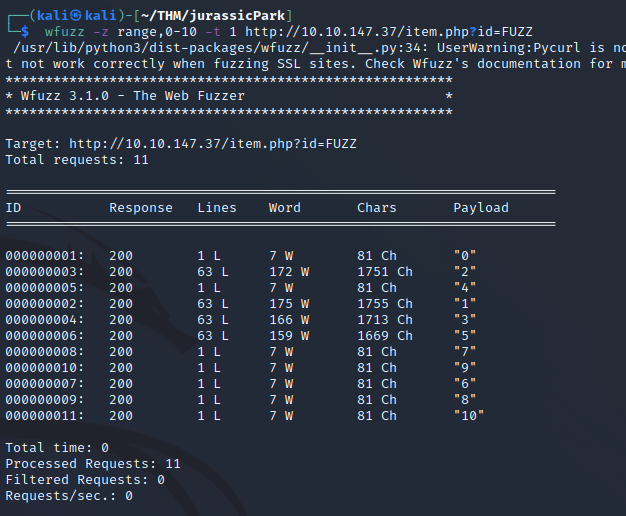 ┌──(kali㉿kali)-[~/THM/jurassicPark]
└─$ wfuzz -z range,0-10 -t 1 http://10.10.147.37/item.php?id=FUZZ
/usr/lib/python3/dist-packages/wfuzz/__init__.py:34: UserWarning:Pycurl is no
t not work correctly when fuzzing SSL sites. Check Wfuzz's documentation for m
********************************************************
* Wfuzz 3.1.0 - The Web Fuzzer                         *
********************************************************
Target: http://10.10.147.37/item.php?id=FUZZ
Total requests: 11
=====================================================================
ID           Response   Lines    Word       Chars       Payload
=====================================================================
000000001:   200        1 L      7 W        81 Ch       "0"
000000003:   200        63 L     172 W      1751 Ch     "2"
000000005:   200        1 L      7 W        81 Ch       "4"
000000002:   200        63 L     175 W      1755 Ch     "1"
000000004:   200        63 L     166 W      1713 Ch     "3"
000000006:   200        63 L     159 W      1669 Ch     "5"
000000008:   200        1 L      7 W        81 Ch       "7"
000000010:   200        1 L      7 W        81 Ch       "9"
000000007:   200        1 L      7 W        81 Ch       "6"
000000009:   200        1 L      7 W        81 Ch       "8"
000000011:   200        1 L      7 W        81 Ch       "10"
Total time: 0
Processed Requests: 11
Filtered Requests: 0
Requests/sec.: 0